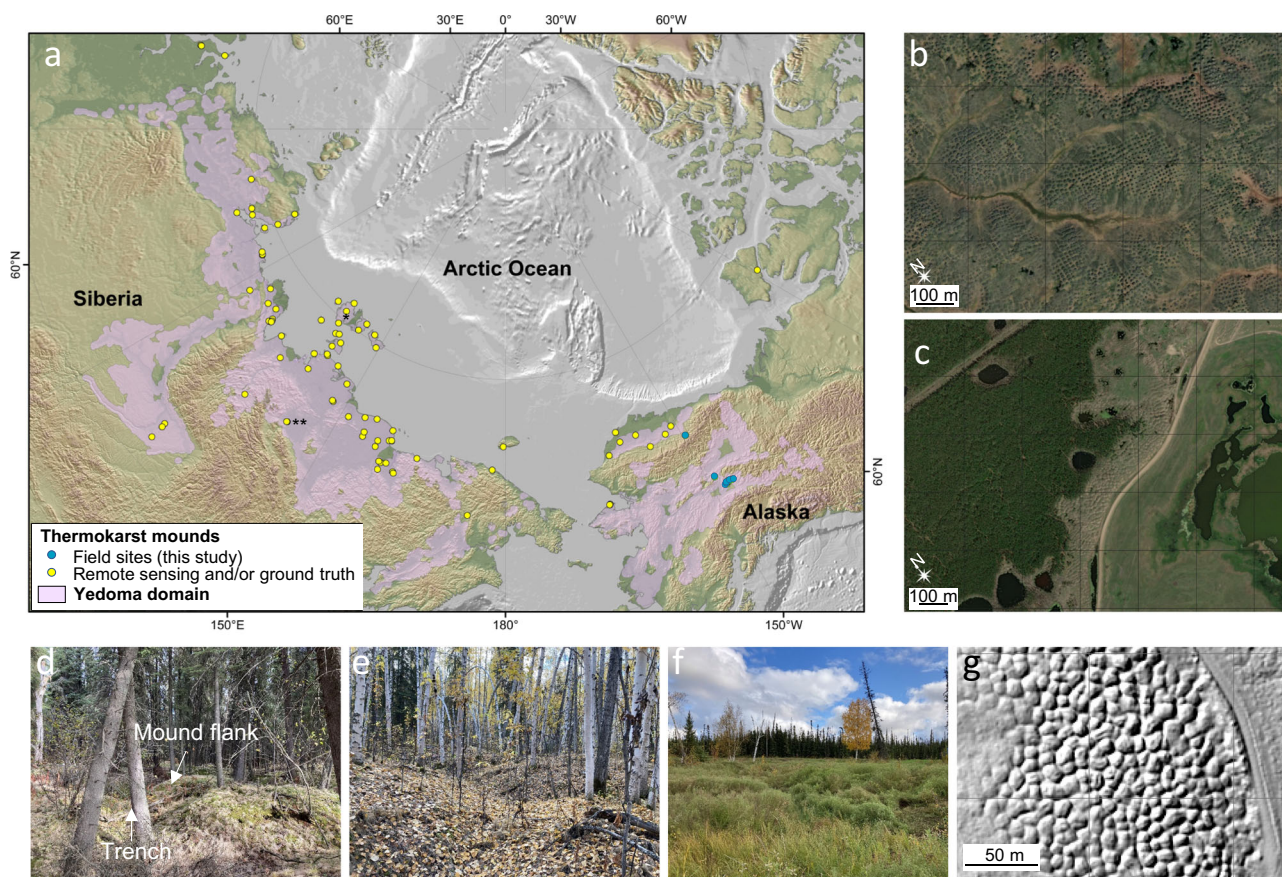 60°E 0° 30°W 60°W
a
60°N
Siberia
Arctic Ocean
*
**
Alaska
60°N
Thermokarst mounds
Field sites (this study)
Remote sensing and/or ground truth
Yedoma domain
150°E 180° 150°W
b
N
100 m
c
N
100 m
d
Mound flank
Trench
e
f
g
50 m